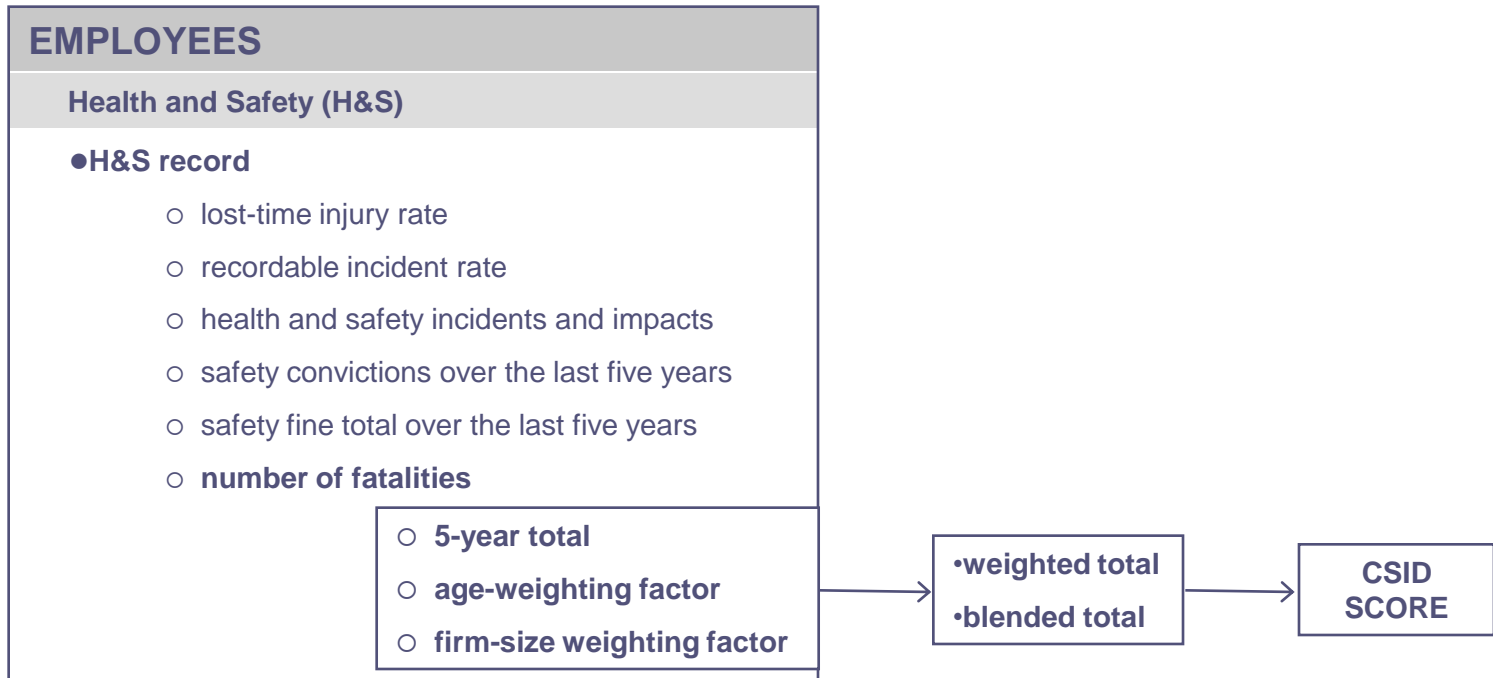 EMPLOYEES
Health and Safety (H&S)
●H&S record
○ lost-time injury rate
○ recordable incident rate
○ health and safety incidents and impacts
○ safety convictions over the last five years
○ safety fine total over the last five years
○ number of fatalities
○ 5-year total
○ age-weighting factor
○ firm-size weighting factor
•weighted total
•blended total
CSID
SCORE